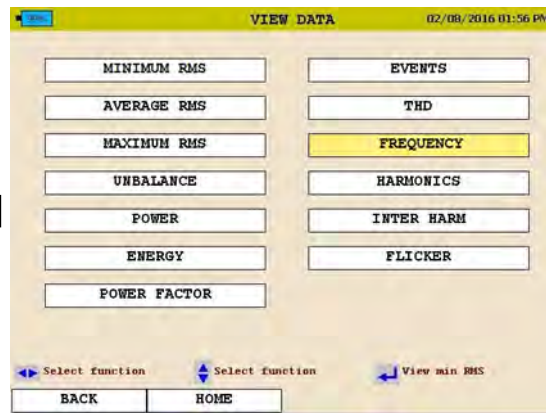 VIEW DATA 02/08/2016 01:56 PM
MINIMUM RMS EVENTS
AVERAGE RMS THD
MAXIMUM RMS FREQUENCY
UNBALANCE HARMONICS
POWER INTER HARM
ENERGY FLICKER
POWER FACTOR
Select function Select function View min RMS
BACK HOME